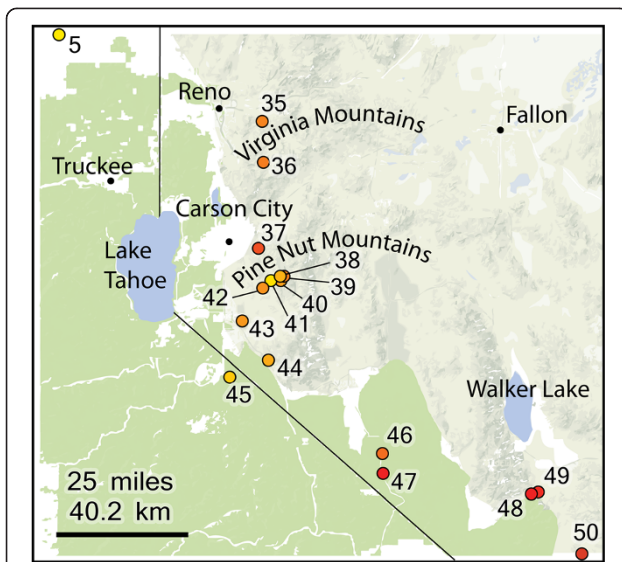 5
Reno
35
Virginia Mountains
Fallon
36
Truckee
Carson City
37
Pine Nut Mountains
Lake
Tahoe
38
39
40
41
42
43
44
45
Walker Lake
46
47
49
48
25 miles
40.2 km
50